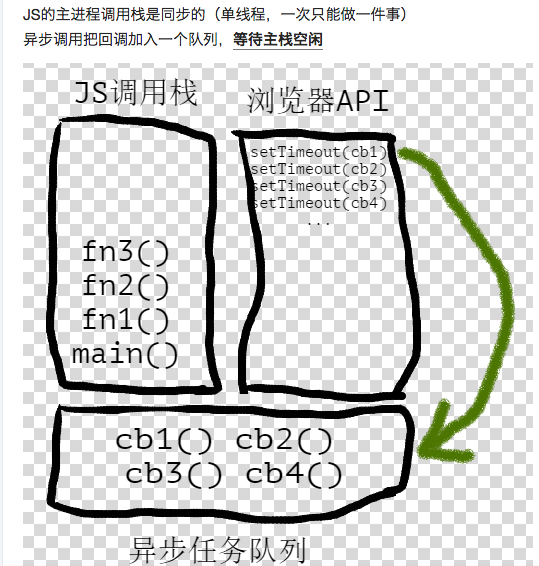 JS的主进程调用栈是同步的（单线程，一次只能做一件事）
异步调用把回调加入一个队列，等待主栈空闲
JS调用栈
浏览器API
setTimeout(cb1)
setTimeout(cb2)
setTimeout(cb3)
setTimeout(cb4)
...
fn3()
fn2()
fn1()
main()
cb1() cb2()
cb3() cb4()
异步任务队列